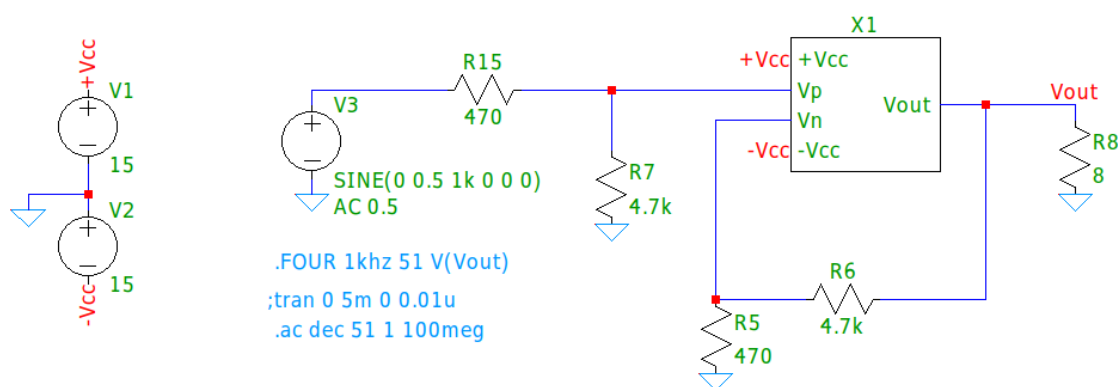 +Vcc
V1
15
V2
15
-Vcc
V3
SINE(0 0.5 1k 0 0 0)
AC 0.5
R15
470
R7
4.7k
X1
+Vcc +Vcc
Vp
Vn
-Vcc -Vcc
Vout
Vout
R8
8
R6
4.7k
R5
470
.FOUR 1khz 51 V(Vout)
;tran 0 5m 0 0.01u
.ac dec 51 1 100meg